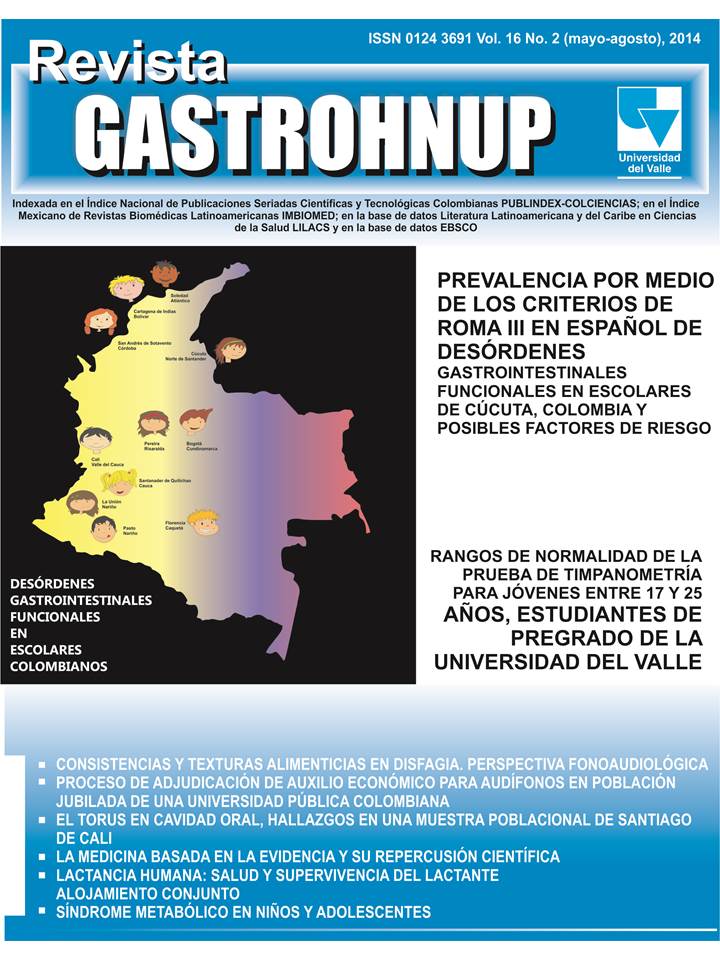 ISSN 0124 3691 Vol. 16 No. 2 (mayo-agosto), 2014
Revista
GASTROHNUP
Universidad
del Valle
Indexada en el Índice Nacional de Publicaciones Seriadas Científicas y Tecnológicas Colombianas PUBLINDEX-COLCIENCIAS; en el Índice
Mexicano de Revistas Biomédicas Latinoamericanas IMBIOMED; en la base de datos Literatura Latinoamericana y del Caribe en Ciencias
de la Salud LILACS y en la base de datos EBSCO
Soledad
Atlántico
Cartagena de Indias
Bolívar
San Andrés de Sotavento
Córdoba
Cúcuta
Norte de Santander
Pereira
Risaralda
Bogotá
Cundinamarca
Cali
Valle del Cauca
Santanader de Quilichao
Cauca
La Unión
Nariño
Pasto
Nariño
Florencia
Caquetá
DESÓRDENES
GASTROINTESTINALES
FUNCIONALES
EN
ESCOLARES
COLOMBIANOS
PREVALENCIA POR MEDIO
DE LOS CRITERIOS DE
ROMA III EN ESPAÑOL DE
DESÓRDENES
GASTROINTESTINALES
FUNCIONALES EN ESCOLARES
DE CÚCUTA, COLOMBIA Y
POSIBLES FACTORES DE RIESGO
RANGOS DE NORMALIDAD DE LA
PRUEBA DE TIMPANOMETRÍA
PARA JÓVENES ENTRE 17 Y 25
AÑOS, ESTUDIANTES DE
PREGRADO DE LA
UNIVERSIDAD DEL VALLE
CONSISTENCIAS Y TEXTURAS ALIMENTICIAS EN DISFAGIA. PERSPECTIVA FONOAUDIOLÓGICA
PROCESO DE ADJUDICACIÓN DE AUXILIO ECONÓMICO PARA AUDÍFONOS EN POBLACIÓN
JUBILADA DE UNA UNIVERSIDAD PÚBLICA COLOMBIANA
EL TORUS EN CAVIDAD ORAL, HALLAZGOS EN UNA MUESTRA POBLACIONAL DE SANTIAGO
DE CALI
LA MEDICINA BASADA EN LA EVIDENCIA Y SU REPERCUSIÓN CIENTÍFICA
LACTANCIA HUMANA: SALUD Y SUPERVIVENCIA DEL LACTANTE
ALOJAMIENTO CONJUNTO
SÍNDROME METABÓLICO EN NIÑOS Y ADOLESCENTES